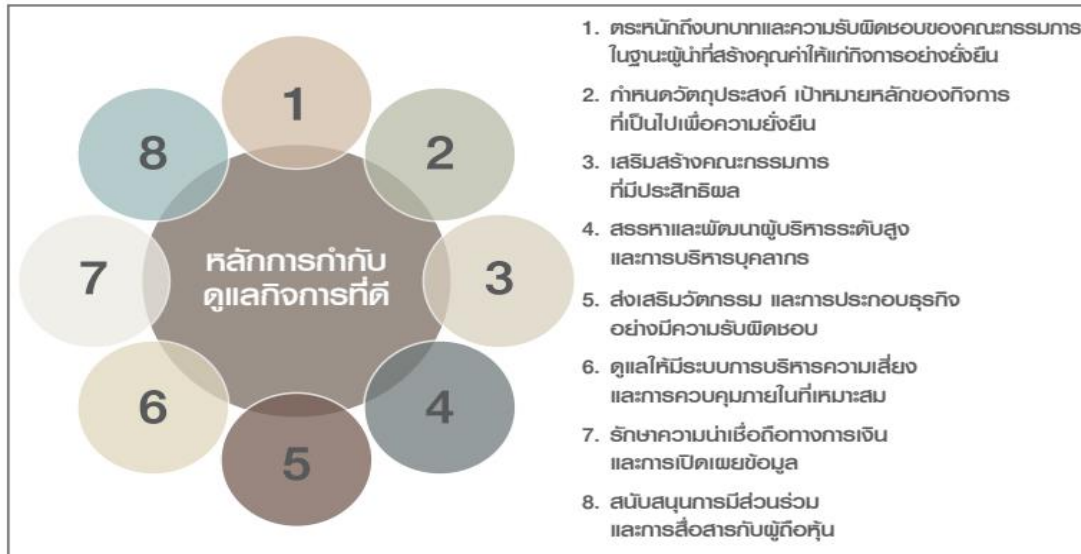 1
2
3
4
5
6
7
8
หลักการกำกับ
ดูแลกิจการที่ดี
1. ตระหนักถึงบทบาทและความรับผิดชอบของคณะกรรมการ
ในฐานะผู้นำที่สร้างคุณค่าให้แก่กิจการอย่างยั่งยืน
2. กำหนดวัตถุประสงค์ เป้าหมายหลักของกิจการ
ที่เป็นไปเพื่อความยั่งยืน
3. เสริมสร้างคณะกรรมการ
ที่มีประสิทธิผล
4. สรรหาและพัฒนาผู้บริหารระดับสูง
และการบริหารบุคลากร
5. ส่งเสริมวัตกรรม และการประกอบธุรกิจ
อย่างมีความรับผิดชอบ
6. ดูแลให้มีระบบการบริหารความเสี่ยง
และการควบคุมภายในที่เหมาะสม
7. รักษาความน่าเชื่อถือทางการเงิน
และการเปิดเผยข้อมูล
8. สนับสนุนการมีส่วนร่วม
และการสื่อสารกับผู้ถือหุ้น